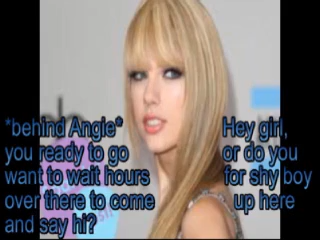 *behind Angie* Hey girl,
you ready to go or do you
want to wait hours for shy boy
over there to come up here
and say hi?